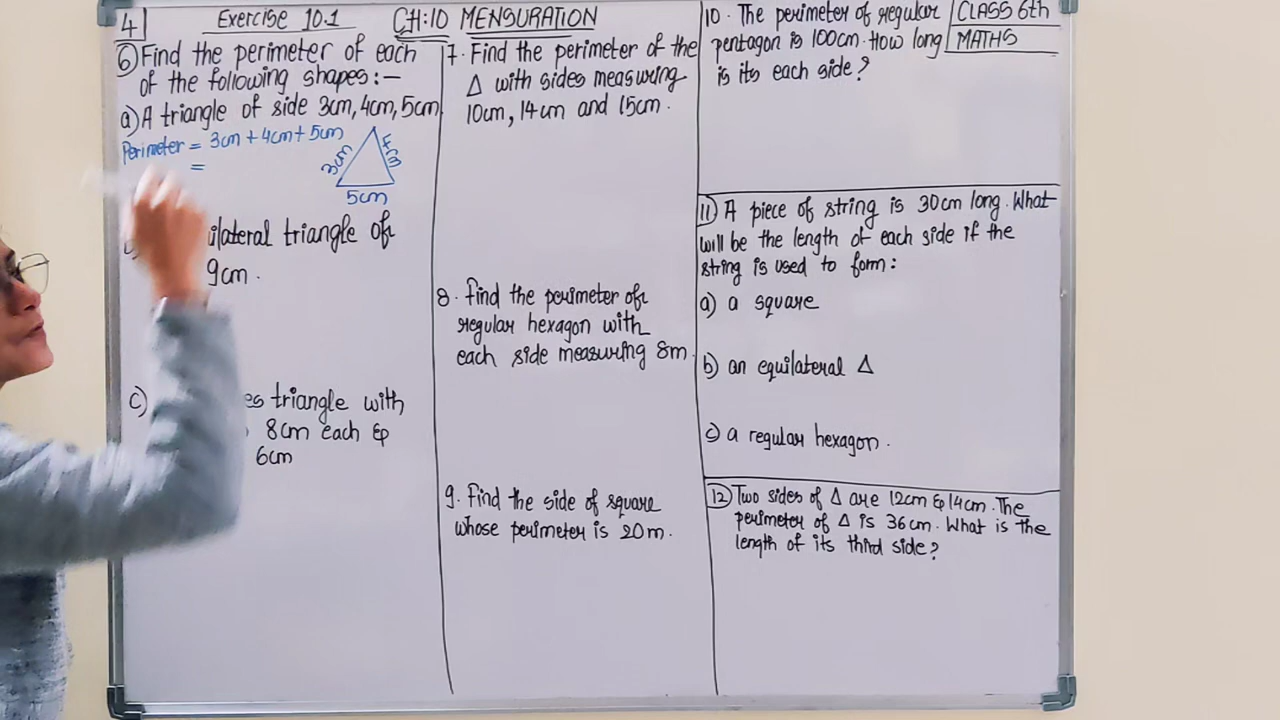 4
Exercise 10.1
CH:10 MENSURATION
CLASS 6th
MATHS
6) Find the perimeter of each
of the following shapes:—
a) A triangle of side 3cm, 4cm, 5cm
Perimeter = 3cm + 4cm + 5cm
=
3cm
4cm
5cm
triangle of
9cm.
c)
triangle with
8cm each &
6cm
7. Find the perimeter of the
Δ with sides measuring
10cm, 14cm and 15cm.
8. Find the perimeter of
regular hexagon with
each side measuring 8m.
9. Find the side of square
whose perimeter is 20m.
10. The perimeter of regular
pentagon is 100cm. How long
is its each side?
11) A piece of string is 30cm long. What
will be the length of each side if the
string is used to form:
a) a square
b) an equilateral Δ
c) a regular hexagon.
12) Two sides of Δ are 12cm & 14cm. The
perimeter of Δ is 36cm. What is the
length of its third side?